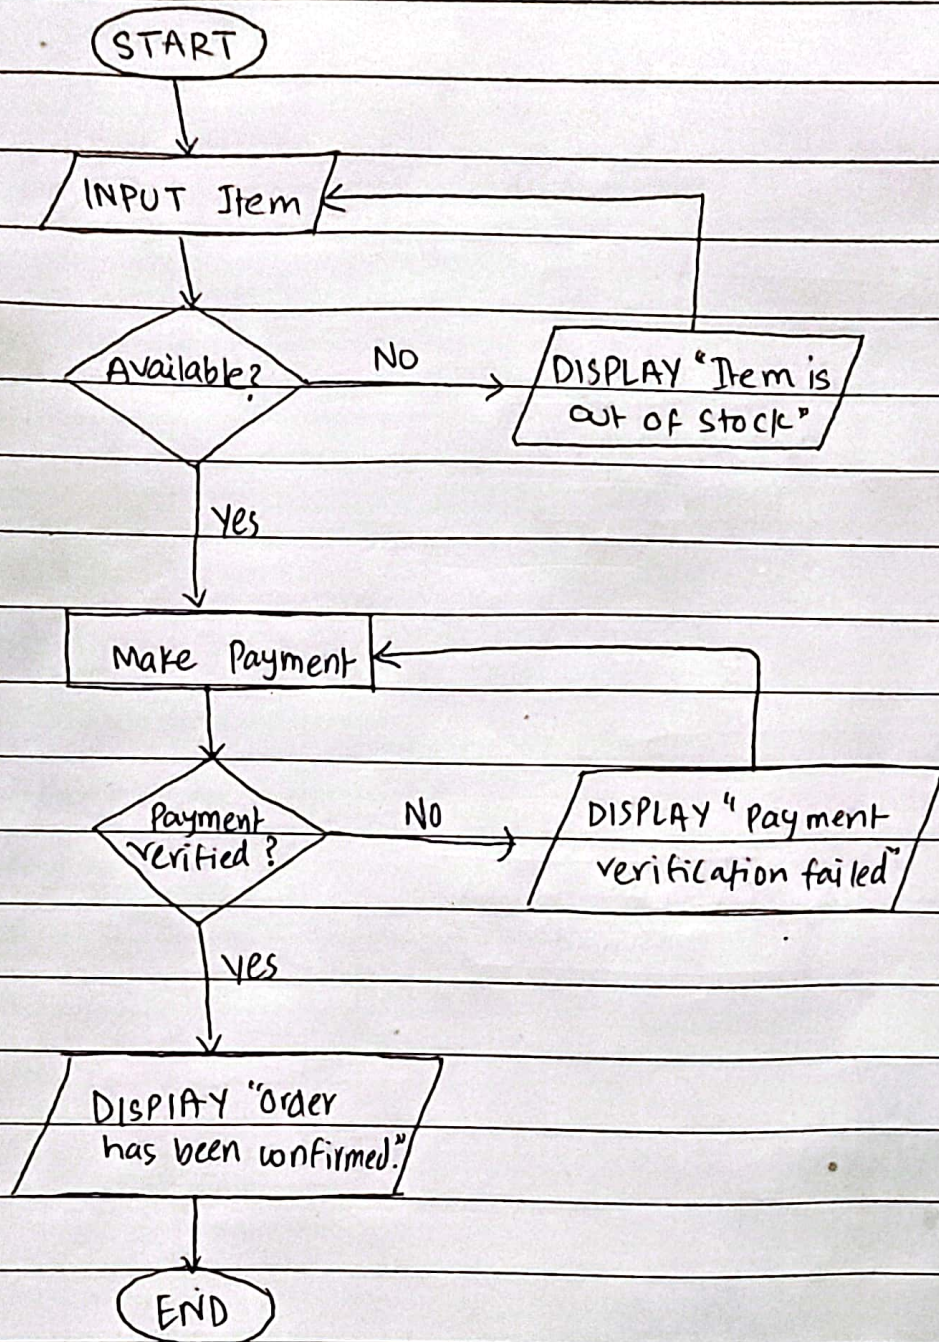 START
INPUT Item
Available?
NO
DISPLAY "Item is
out of stock"
Yes
Make Payment
Payment
verified?
NO
DISPLAY "Payment
verification failed"
yes
DISPLAY "Order
has been confirmed."
END